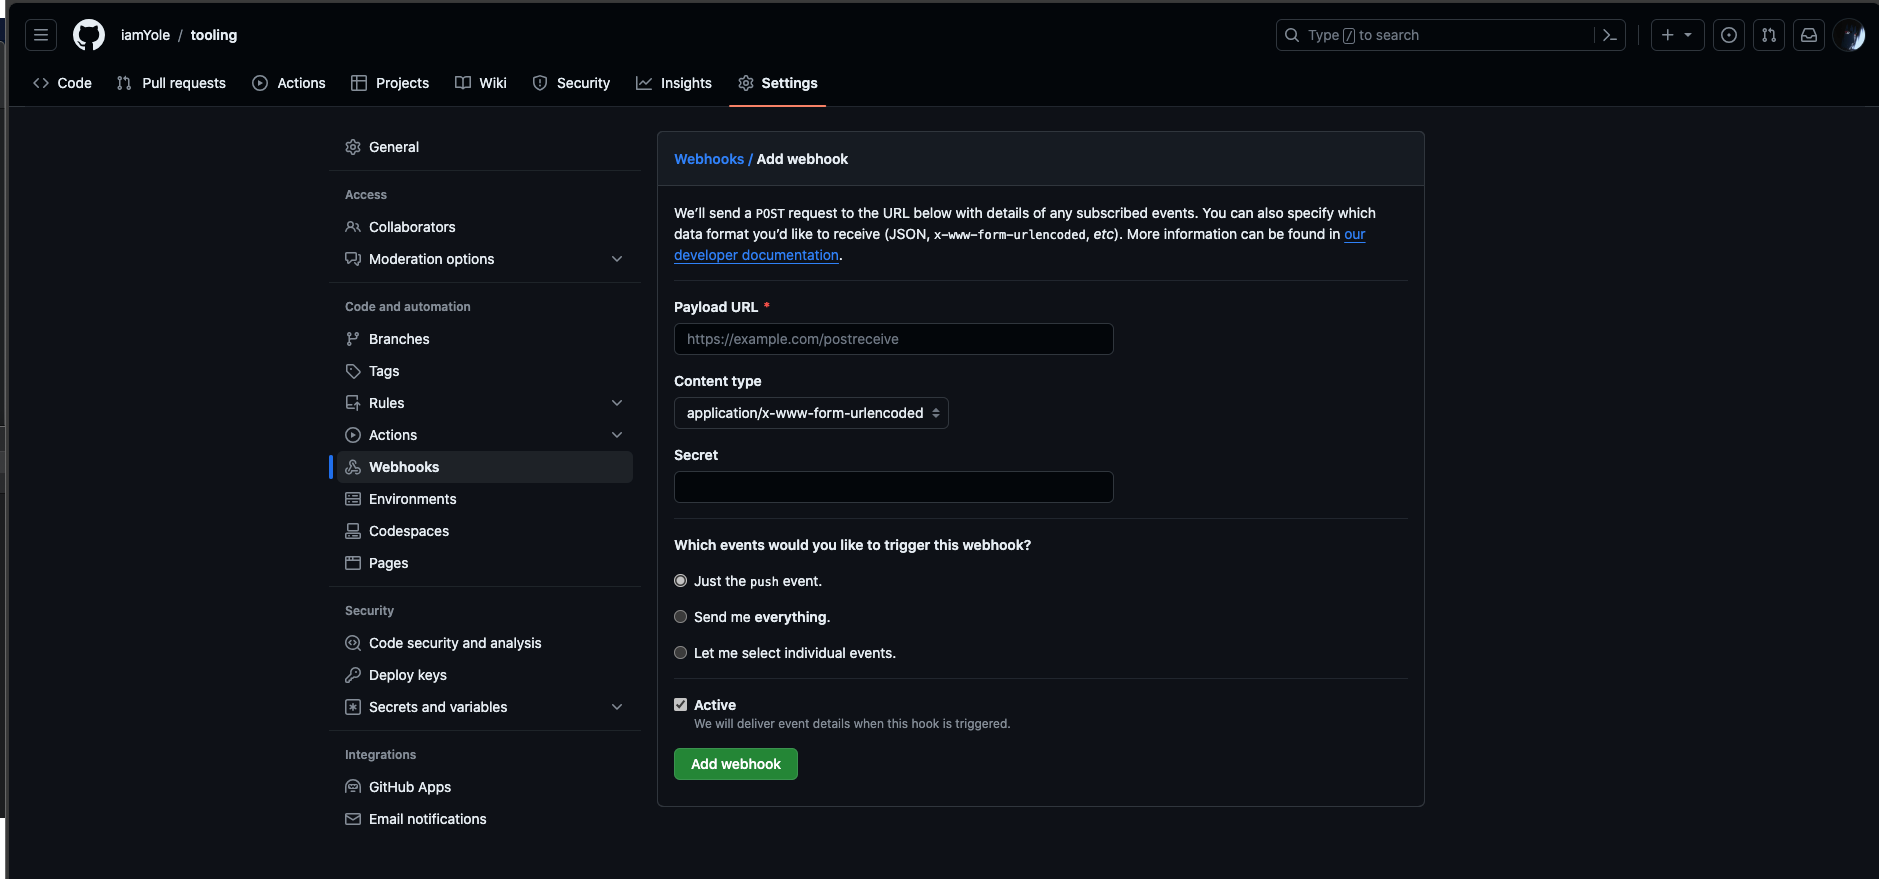 iamYole / tooling
Type / to search
Code
Pull requests
Actions
Projects
Wiki
Security
Insights
Settings
General
Access
Collaborators
Moderation options
Code and automation
Branches
Tags
Rules
Actions
Webhooks
Environments
Codespaces
Pages
Security
Code security and analysis
Deploy keys
Secrets and variables
Integrations
GitHub Apps
Email notifications
Webhooks / Add webhook
We’ll send a POST request to the URL below with details of any subscribed events. You can also specify which
data format you’d like to receive (JSON, x-www-form-urlencoded, etc). More information can be found in our
developer documentation.
Payload URL *
https://example.com/postreceive
Content type
application/x-www-form-urlencoded
Secret
Which events would you like to trigger this webhook?
Just the push event.
Send me everything.
Let me select individual events.
Active
We will deliver event details when this hook is triggered.
Add webhook